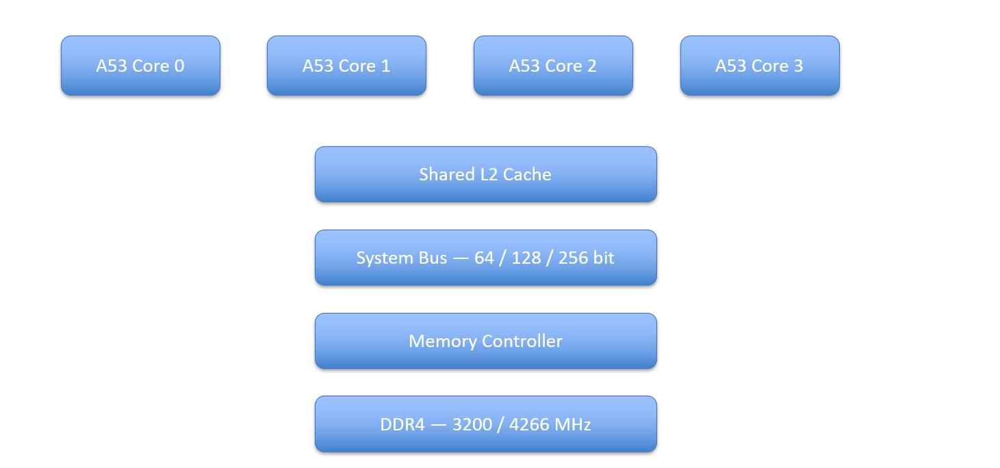 A53 Core 0
A53 Core 1
A53 Core 2
A53 Core 3
Shared L2 Cache
System Bus — 64 / 128 / 256 bit
Memory Controller
DDR4 — 3200 / 4266 MHz